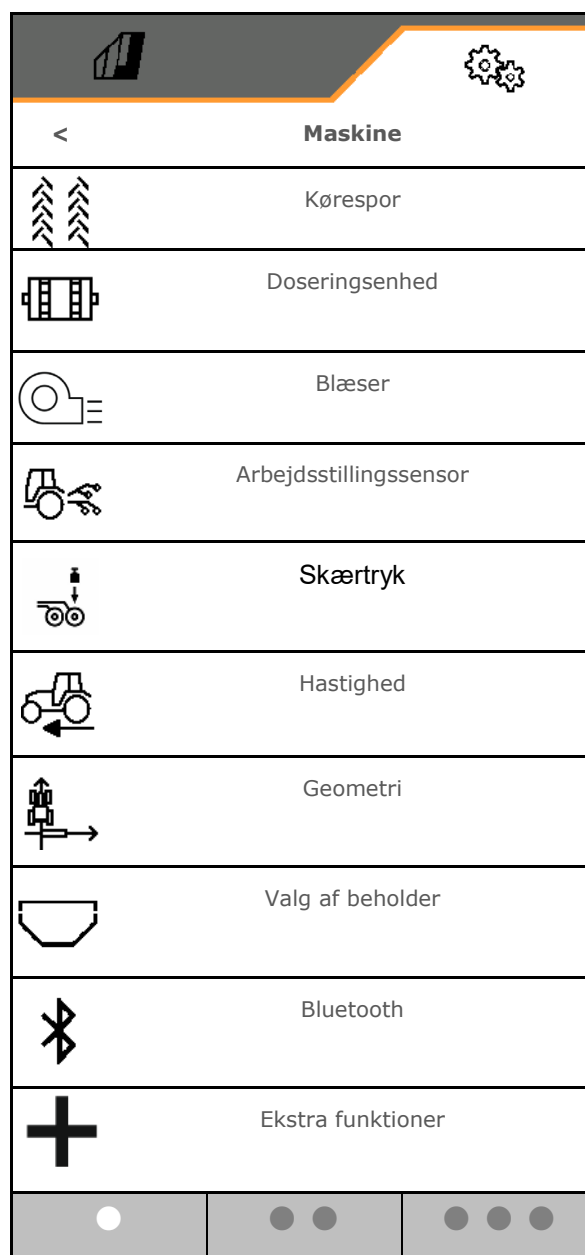 < Maskine
Kørespor
Doseringsenhed
Blæser
Arbejdsstillingssensor
Skærtryk
Hastighed
Geometri
Valg af beholder
Bluetooth
Ekstra funktioner